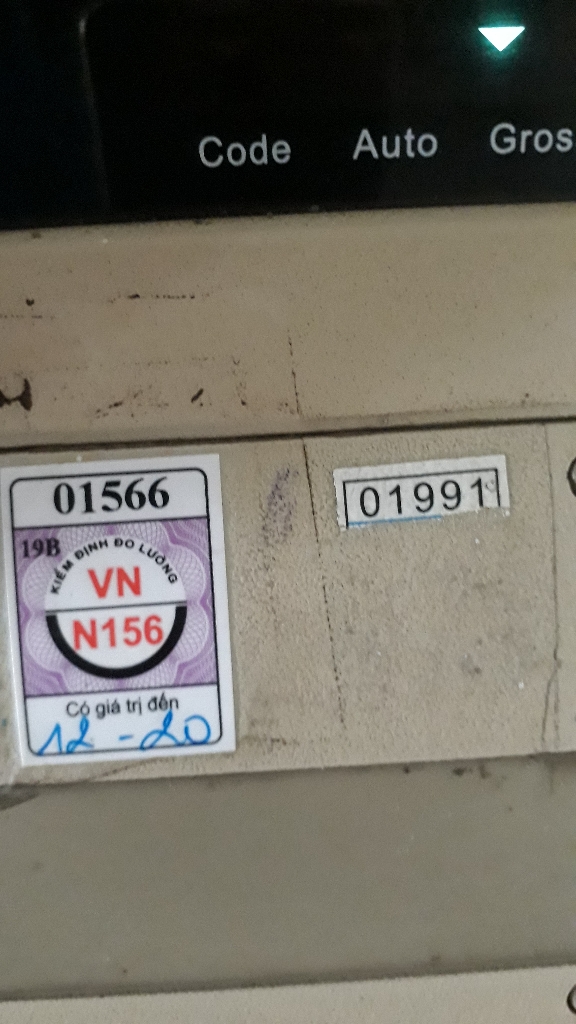 Code Auto Gros
01566
19B
KIỂM ĐỊNH ĐO LƯỜNG
VN
N156
Có giá trị đến
12 - 20
01991